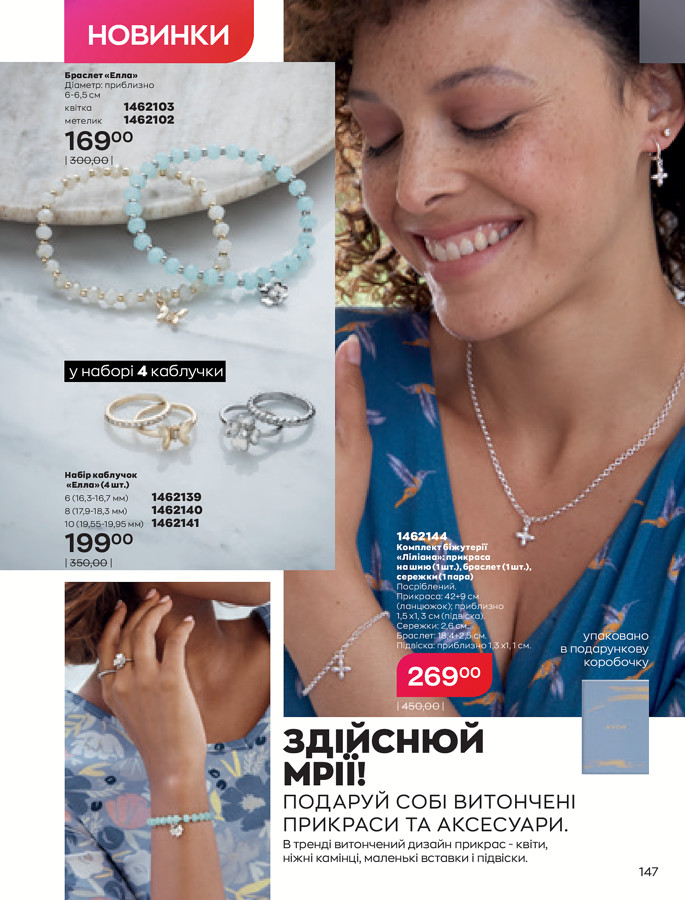 НОВИНКИ
Браслет «Елла»
Діаметр: приблизно
6-6,5 см
квітка 1462103
метелик 1462102
169⁰⁰
| 300,00 |
у наборі 4 каблучки
Набір каблучок
«Елла» (4 шт.)
6 (16,3-16,7 мм) 1462139
8 (17,9-18,3 мм) 1462140
10 (19,55-19,95 мм) 1462141
199⁰⁰
| 350,00 |
1462144
Комплект біжутерії
«Ліліана»: прикраса
на шию (1 шт.), браслет (1 шт.),
сережки (1 пара)
Посріблений.
Прикраса: 42+9 см
(ланцюжок); приблизно
1,5 х1, 3 см (підвіска).
Сережки: 2,6 см.
Браслет: 18,4+2,5 см.
Підвіска: приблизно 1,3 х1, 1 см.
269⁰⁰
| 450,00 |
упаковано
в подарункову
коробочку
ЗДІЙСНЮЙ
МРІЇ!
ПОДАРУЙ СОБІ ВИТОНЧЕНІ
ПРИКРАСИ ТА АКСЕСУАРИ.
В тренді витончений дизайн прикрас - квіти,
ніжні камінці, маленькі вставки і підвіски.
147